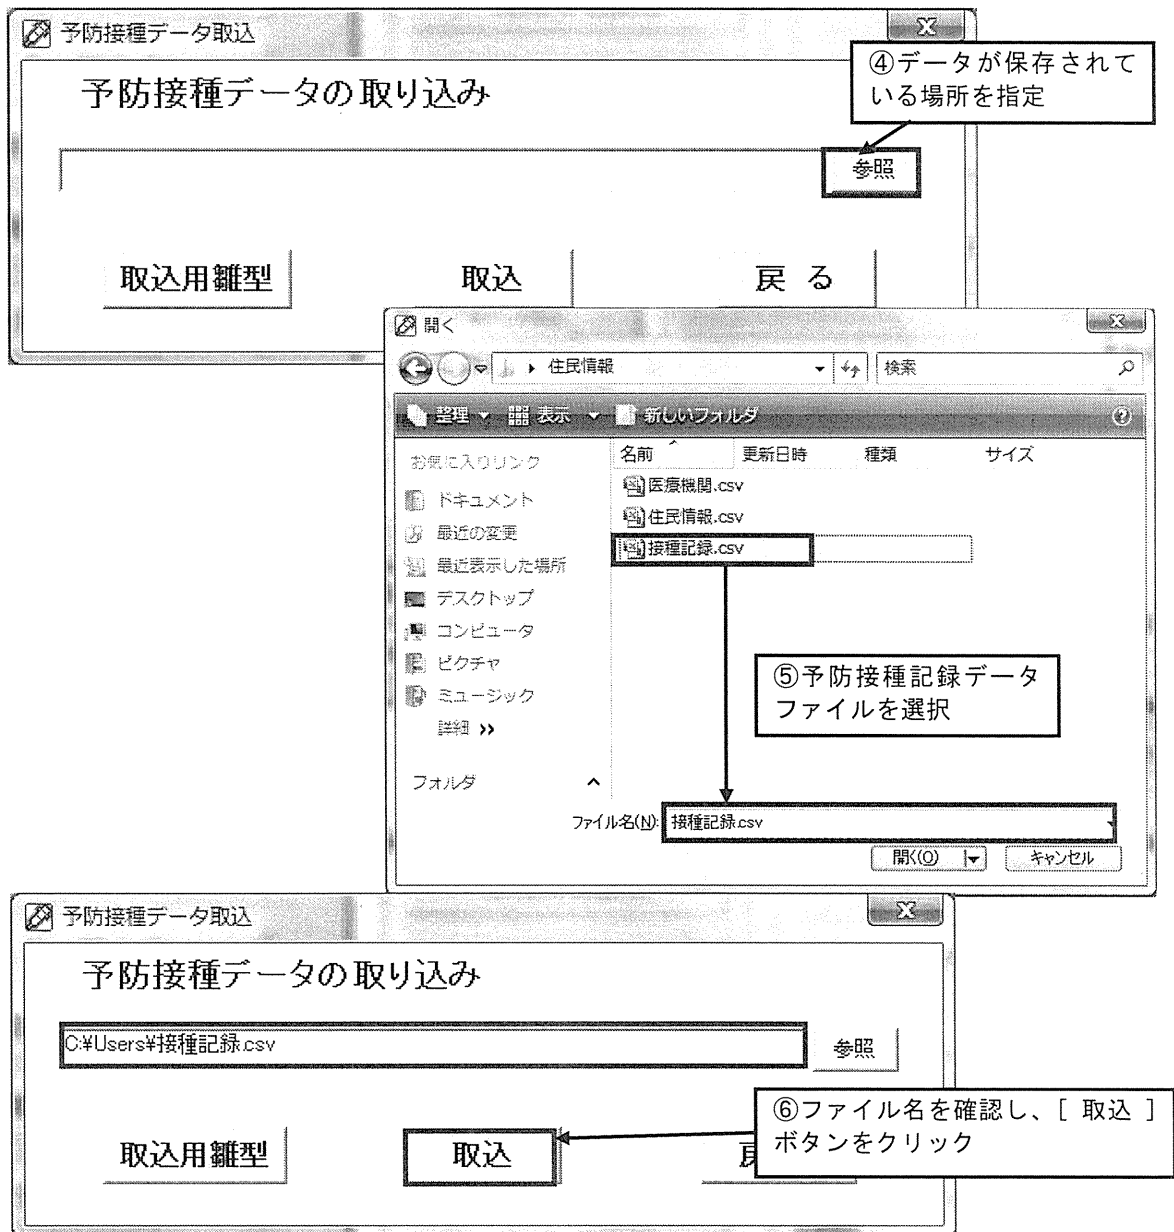 予防接種データ取込
④データが保存されて
いる場所を指定
予防接種データの取り込み
参照
取込用雛型
取込
戻る
開く
住民情報
検索
整理
表示
新しいフォルダ
お気に入りリンク
ドキュメント
最近の変更
最近表示した場所
デスクトップ
コンピュータ
ピクチャ
ミュージック
詳細 »
フォルダ
名前 更新日時 種類 サイズ
医療機関.csv
住民情報.csv
接種記録.csv
⑤予防接種記録データ
ファイルを選択
ファイル名(N): 接種記録.csv
開く(O)
キャンセル
予防接種データ取込
予防接種データの取り込み
C:¥Users¥接種記録.csv
参照
⑥ファイル名を確認し、[ 取込 ]
ボタンをクリック
取込用雛型
取込